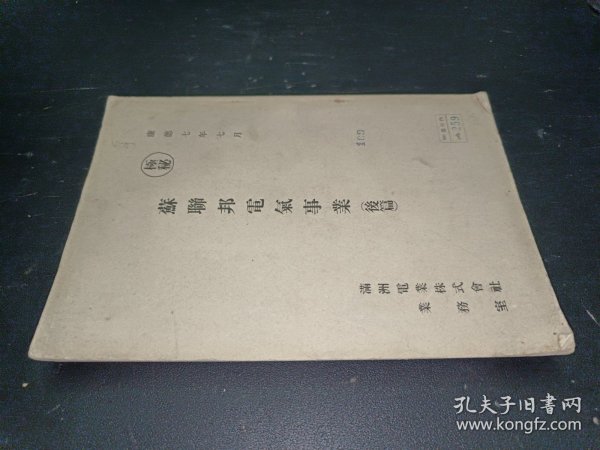 康德七年七月
極秘
蘇聯邦電氣事業(後篇)
滿洲電業株式會社
業務室
259
孔夫子旧书网
www.kongfz.com